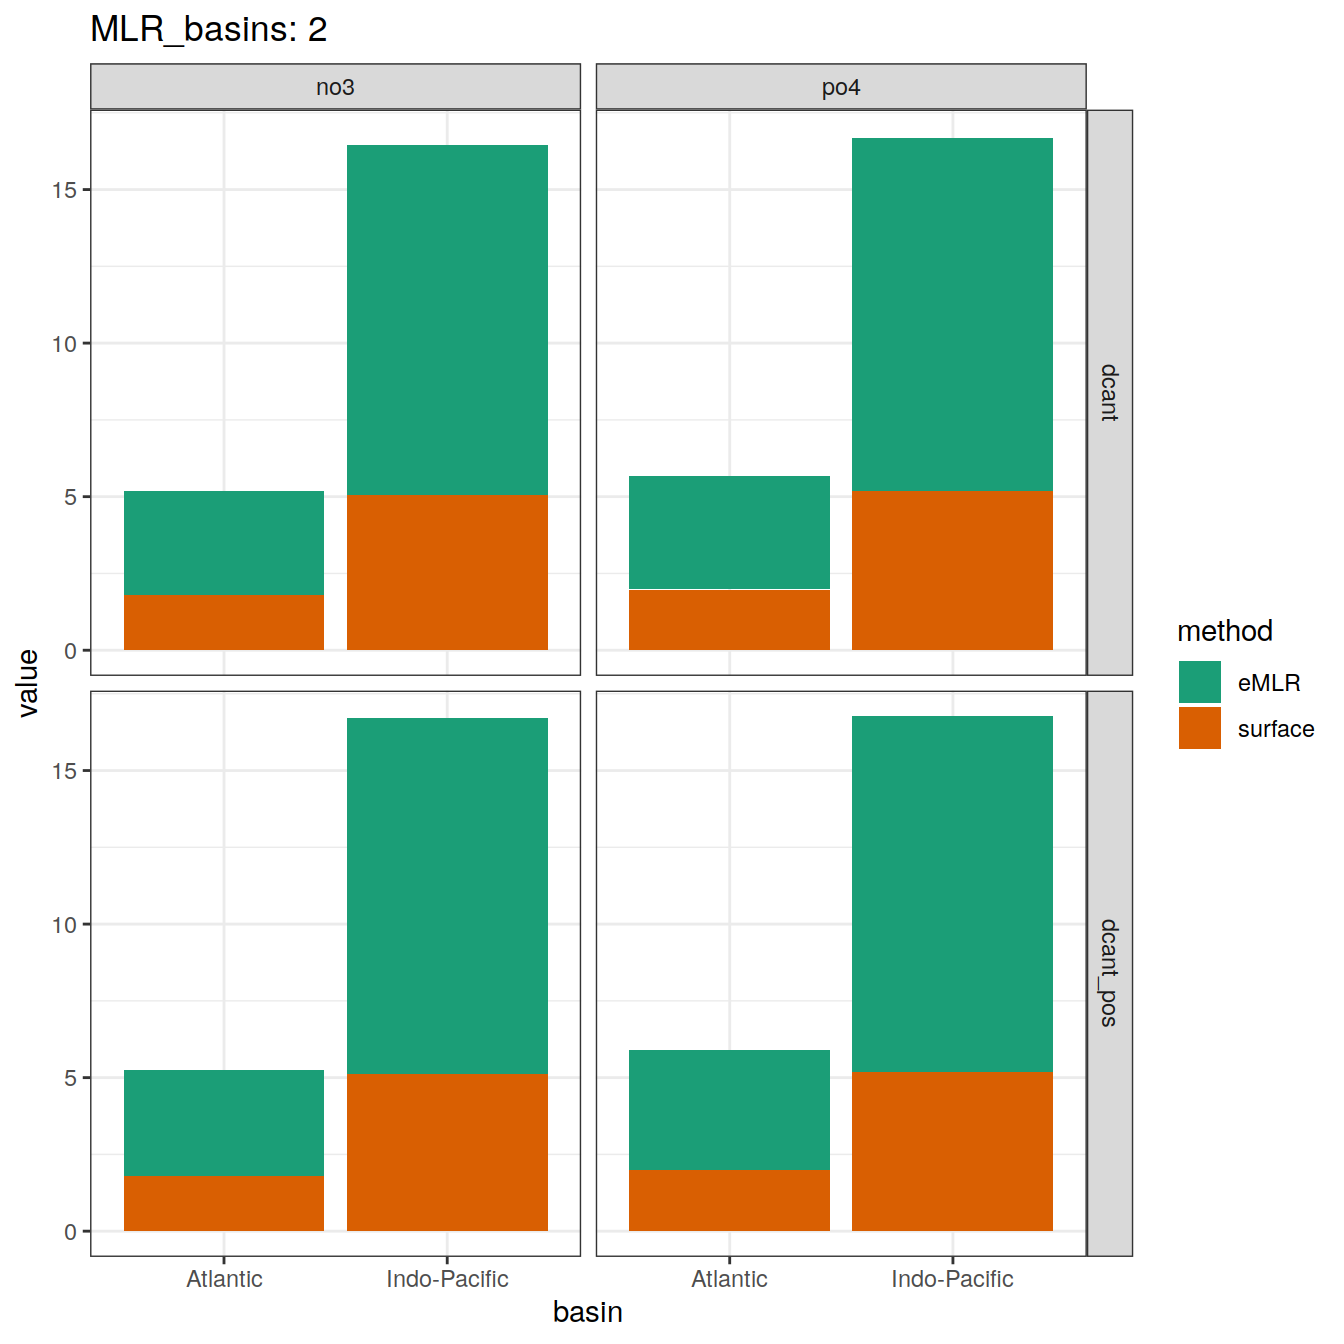 MLR_basins: 2
no3
po4
15
10
5
0
dcant
15
10
5
0
dcant_pos
value
Atlantic
Indo-Pacific
Atlantic
Indo-Pacific
basin
method
eMLR
surface